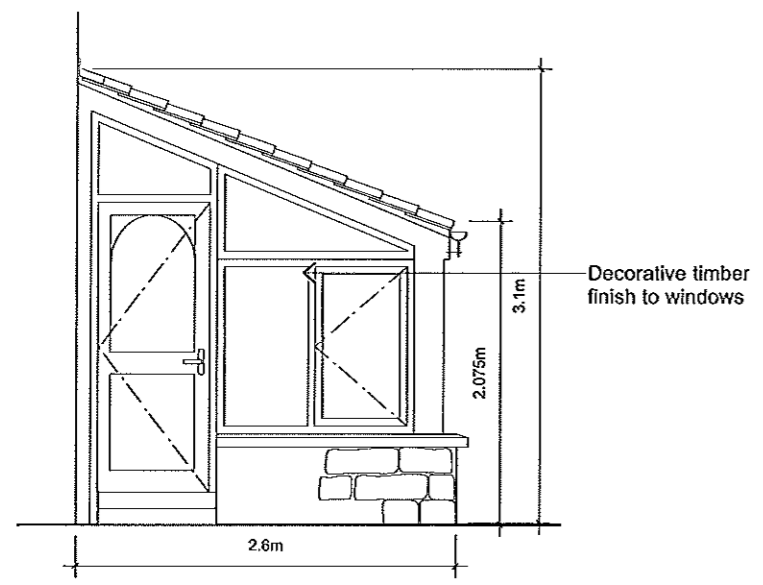 Decorative timber
finish to windows
3.1m
2.075m
2.6m